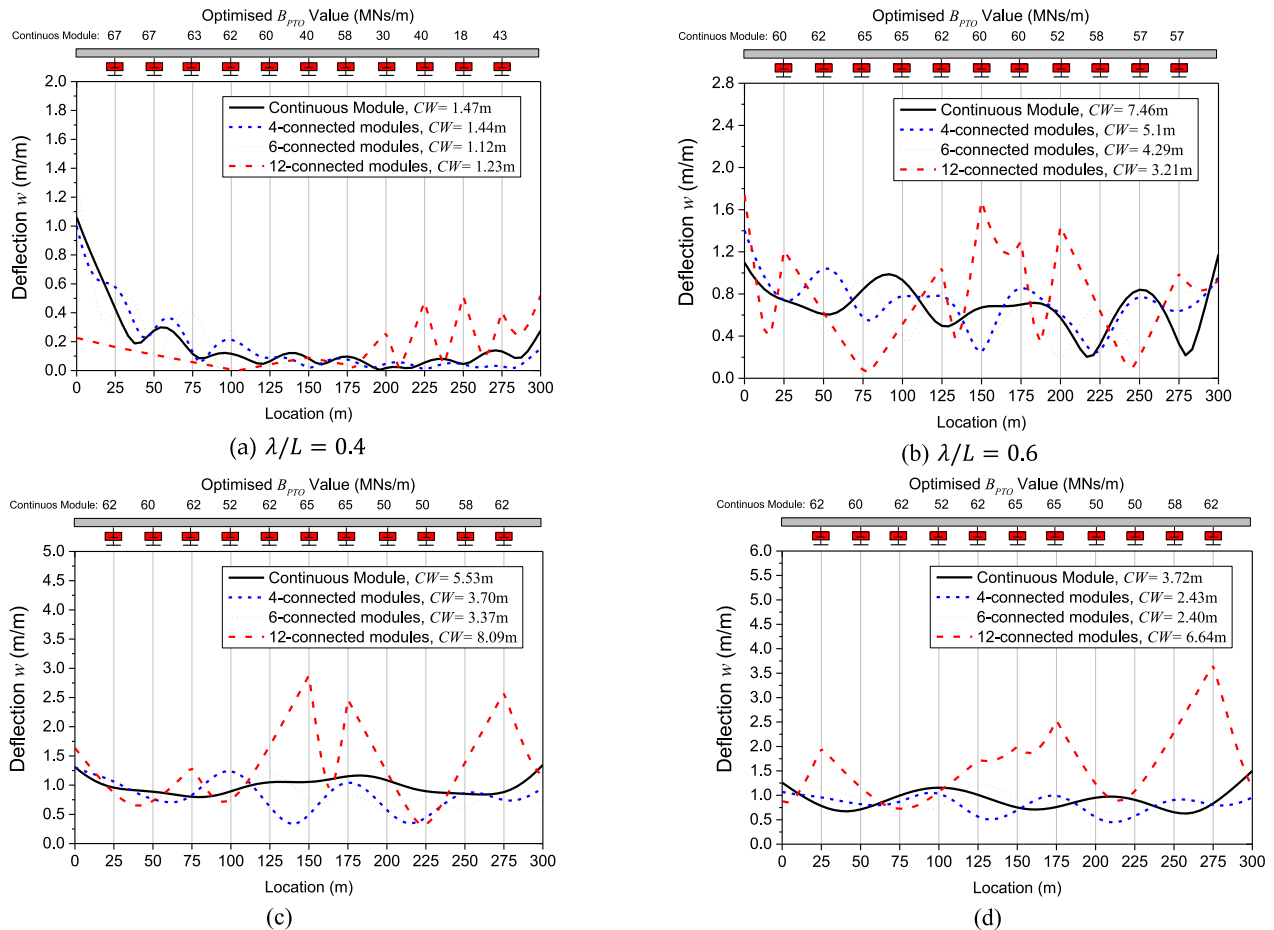 Optimised B_PTO Value (MNs/m)
Continuos Module: 67 67 63 62 60 40 58 30 40 18 43
Deflection w (m/m)
2.0
1.8
1.6
1.4
1.2
1.0
0.8
0.6
0.4
0.2
0.0
Continuous Module, CW= 1.47m
4-connected modules, CW= 1.44m
6-connected modules, CW= 1.12m
12-connected modules, CW= 1.23m
0 25 50 75 100 125 150 175 200 225 250 275 300
Location (m)
(a) λ/L = 0.4
Optimised B_PTO Value (MNs/m)
Continuos Module: 60 62 65 65 62 60 60 52 58 57 57
Deflection w (m/m)
2.8
2.4
2.0
1.6
1.2
0.8
0.4
0.0
Continuous Module, CW= 7.46m
4-connected modules, CW= 5.1m
6-connected modules, CW= 4.29m
12-connected modules, CW= 3.21m
0 25 50 75 100 125 150 175 200 225 250 275 300
Location (m)
(b) λ/L = 0.6
Optimised B_PTO Value (MNs/m)
Continuos Module: 62 60 62 52 62 65 65 50 50 58 62
Deflection w (m/m)
5.0
4.5
4.0
3.5
3.0
2.5
2.0
1.5
1.0
0.5
0.0
Continuous Module, CW= 5.53m
4-connected modules, CW= 3.70m
6-connected modules, CW= 3.37m
12-connected modules, CW= 8.09m
0 25 50 75 100 125 150 175 200 225 250 275 300
Location (m)
(c)
Optimised B_PTO Value (MNs/m)
Continuos Module: 62 60 62 52 62 65 65 50 50 58 62
Deflection w (m/m)
6.0
5.5
5.0
4.5
4.0
3.5
3.0
2.5
2.0
1.5
1.0
0.5
0.0
Continuous Module, CW= 3.72m
4-connected modules, CW= 2.43m
6-connected modules, CW= 2.40m
12-connected modules, CW= 6.64m
0 25 50 75 100 125 150 175 200 225 250 275 300
Location (m)
(d)